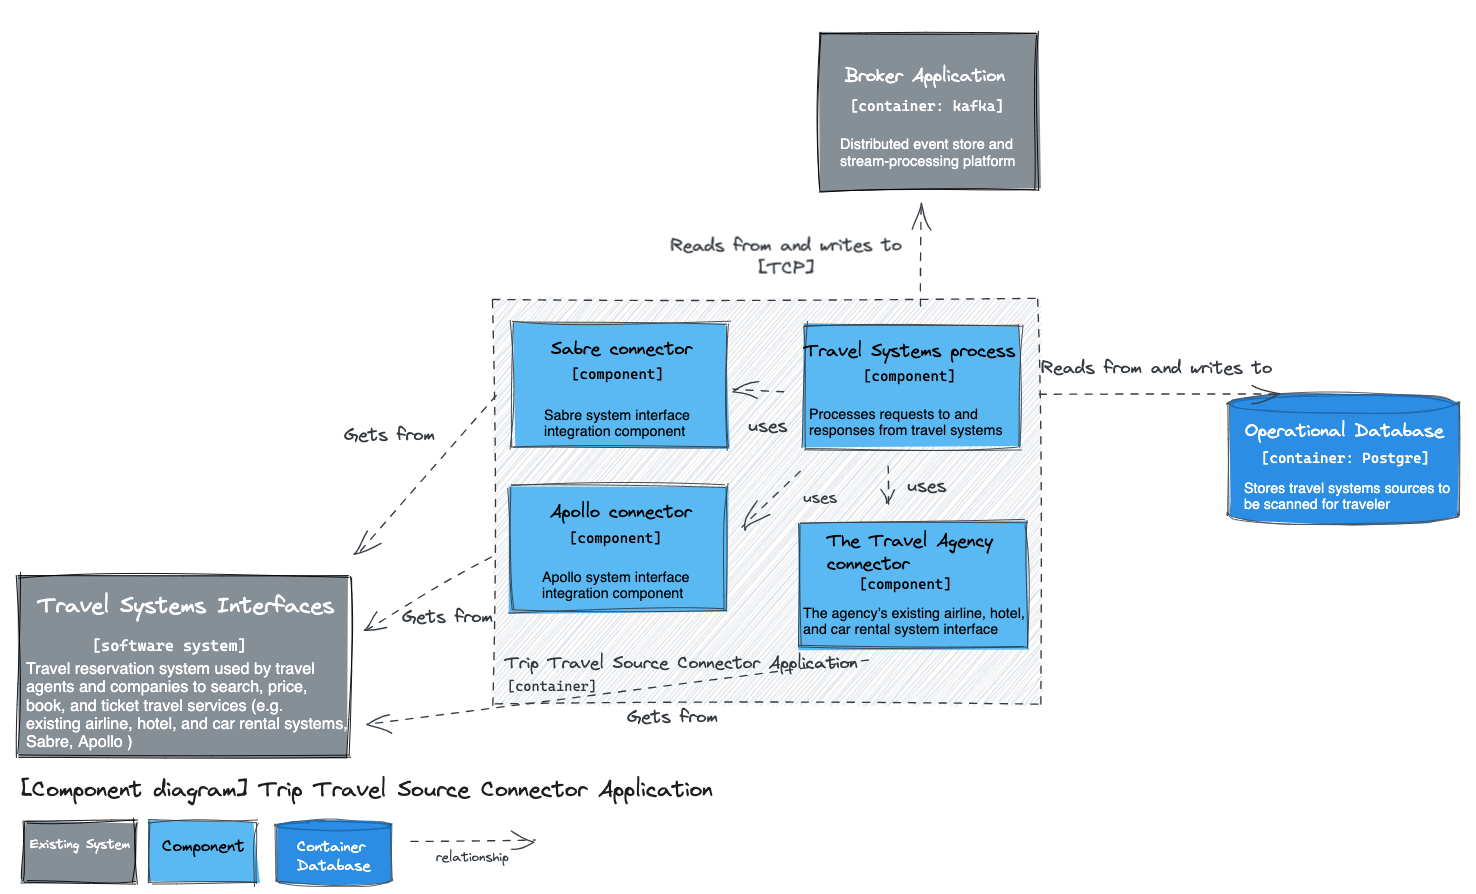 Broker Application
[container: kafka]
Distributed event store and
stream-processing platform
Reads from and writes to
[TCP]
Sabre connector
[component]
Sabre system interface
integration component
Travel Systems process
[component]
Processes requests to and
responses from travel systems
Reads from and writes to
Operational Database
[container: Postgre]
Stores travel systems sources to
be scanned for traveler
Gets from
uses
uses
uses
Apollo connector
[component]
Apollo system interface
integration component
The Travel Agency
connector
[component]
The agency's existing airline, hotel,
and car rental system interface
Gets from
Trip Travel Source Connector Application
[container]
Gets from
Travel Systems Interfaces
[software system]
Travel reservation system used by travel
agents and companies to search, price,
book, and ticket travel services (e.g.
existing airline, hotel, and car rental systems,
Sabre, Apollo )
[Component diagram] Trip Travel Source Connector Application
Existing System
Component
Container
Database
relationship